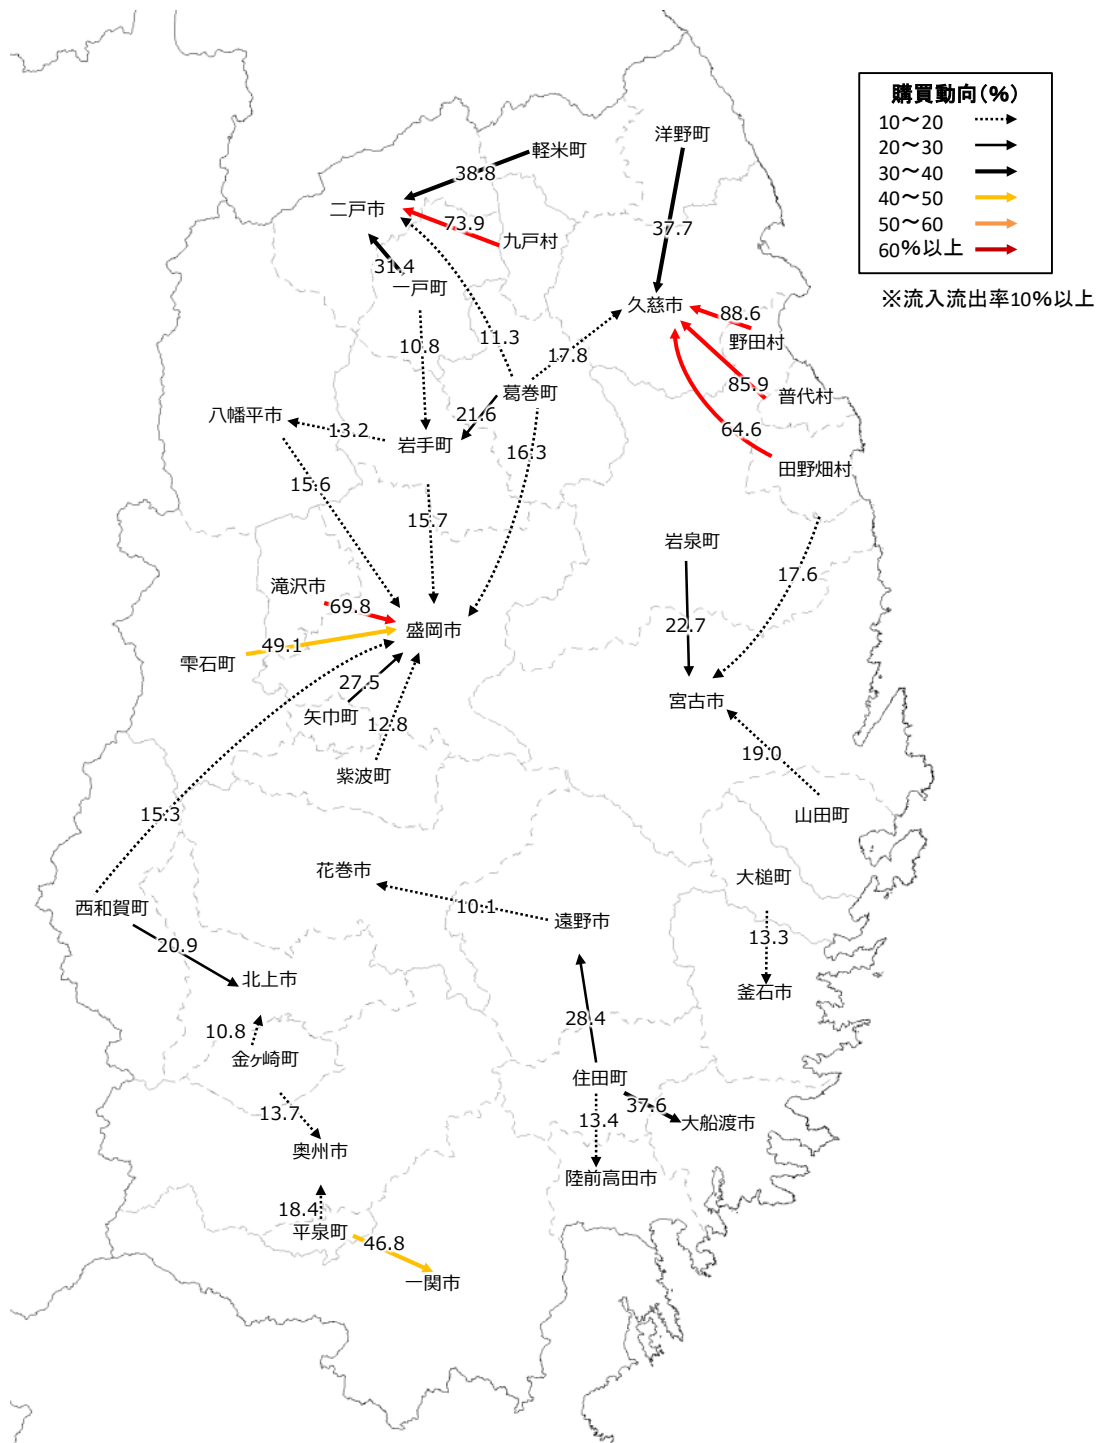 購買動向(%)
10～20
20～30
30～40
40～50
50～60
60%以上
※流入流出率10%以上
軽米町
洋野町
38.8
二戸市
73.9
九戸村
37.7
31.4
一戸町
久慈市
88.6
野田村
10.8
11.3
17.8
85.9
普代村
葛巻町
八幡平市
21.6
13.2
岩手町
64.6
16.3
田野畑村
15.6
15.7
岩泉町
17.6
滝沢市
69.8
盛岡市
22.7
49.1
雫石町
27.5
宮古市
矢巾町
12.8
19.0
紫波町
15.3
山田町
花巻市
大槌町
西和賀町
10.1
遠野市
20.9
13.3
北上市
釜石市
10.8
28.4
金ヶ崎町
住田町
13.7
37.6
13.4
大船渡市
奥州市
陸前高田市
18.4
平泉町
46.8
一関市